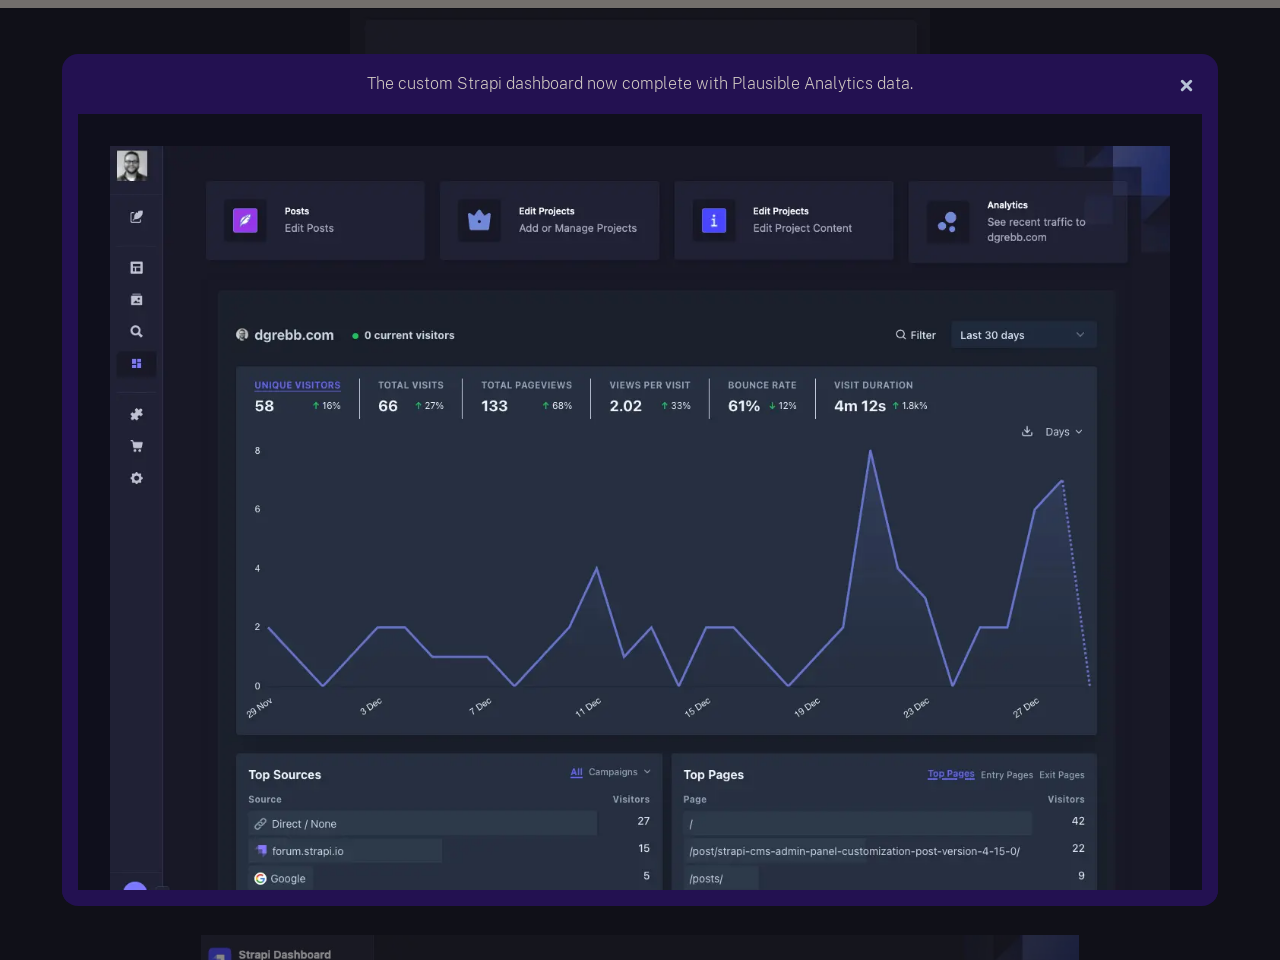 The custom Strapi dashboard now complete with Plausible Analytics data.
Posts
Edit Posts
Edit Projects
Add or Manage Projects
Edit Projects
Edit Project Content
Analytics
See recent traffic to
dgrebb.com
dgrebb.com
0 current visitors
Filter
Last 30 days
UNIQUE VISITORS
58 ↑ 16%
TOTAL VISITS
66 ↑ 27%
TOTAL PAGEVIEWS
133 ↑ 68%
VIEWS PER VISIT
2.02 ↑ 33%
BOUNCE RATE
61% ↓ 12%
VISIT DURATION
4m 12s ↑ 1.8k%
Days
8
6
4
2
0
29 Nov
3 Dec
7 Dec
11 Dec
15 Dec
19 Dec
23 Dec
27 Dec
Top Sources
All Campaigns
Source Visitors
Direct / None 27
forum.strapi.io 15
Google 5
Top Pages
Top Pages Entry Pages Exit Pages
Page Visitors
/ 42
/post/strapi-cms-admin-panel-customization-post-version-4-15-0/ 22
/posts/ 9
Strapi Dashboard